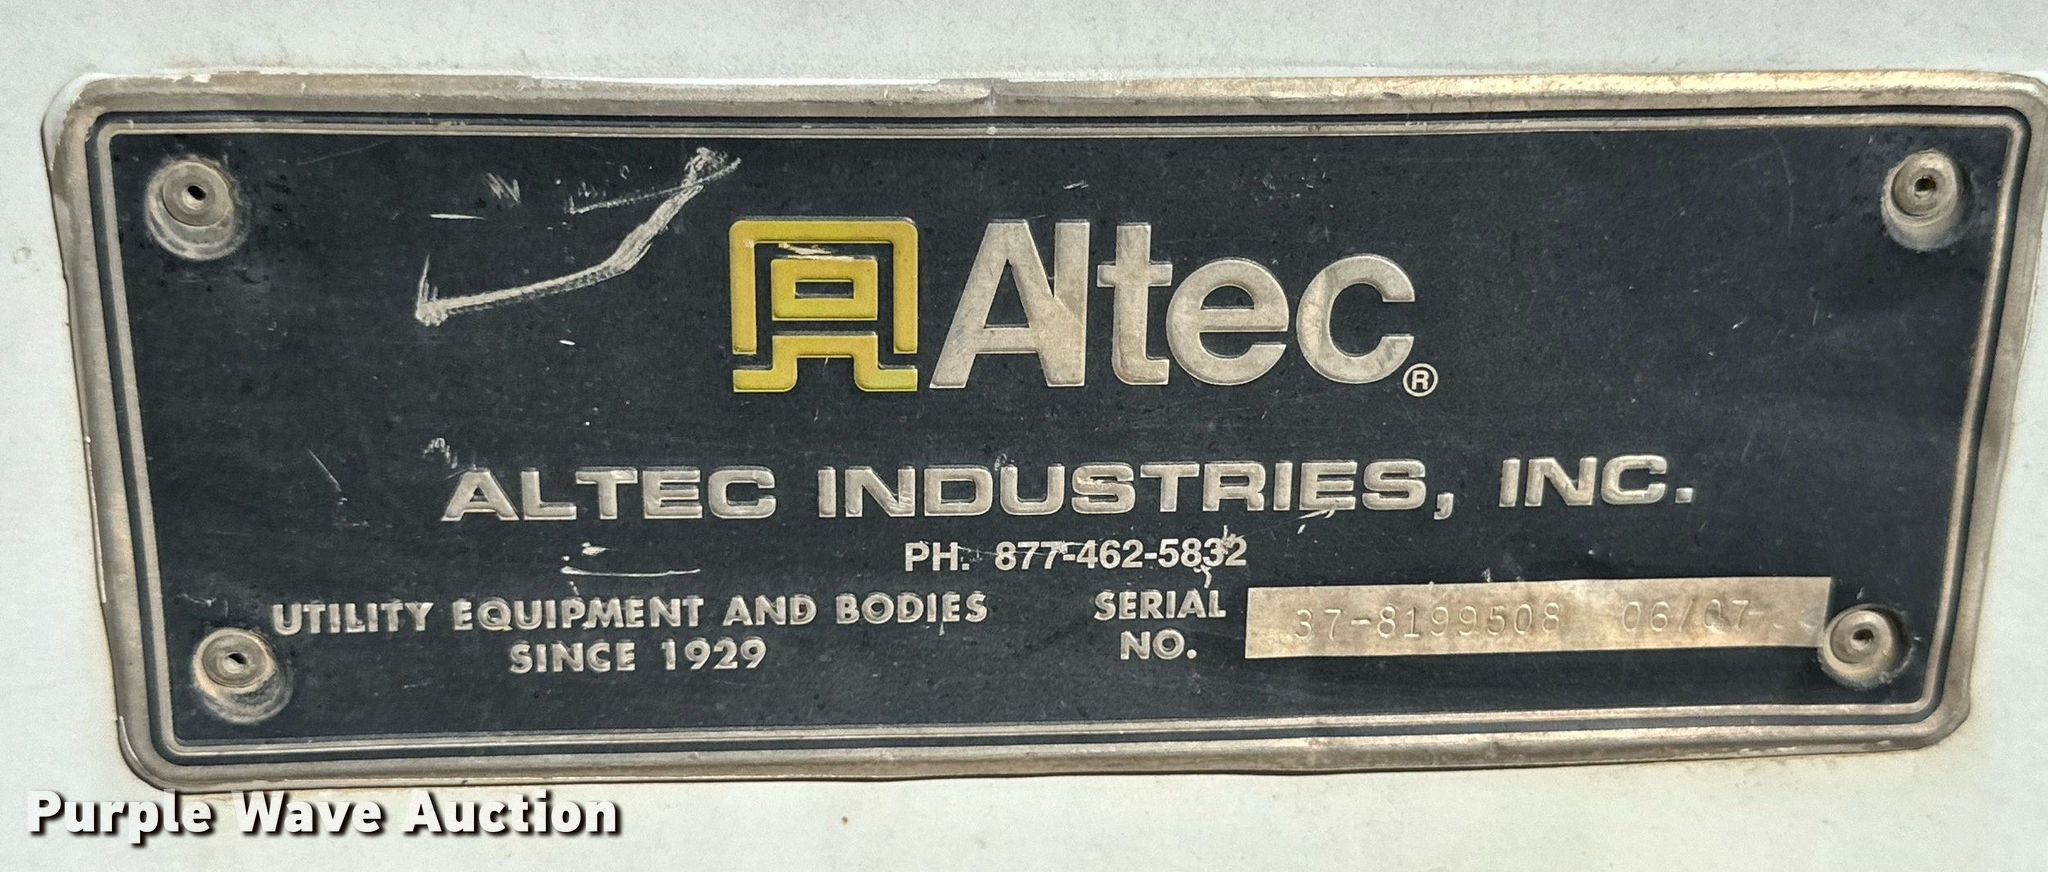 Altec®
ALTEC INDUSTRIES, INC.
PH. 877-462-5832
UTILITY EQUIPMENT AND BODIES
SINCE 1929
SERIAL
NO.
37-8199508 06/07
Purple Wave Auction